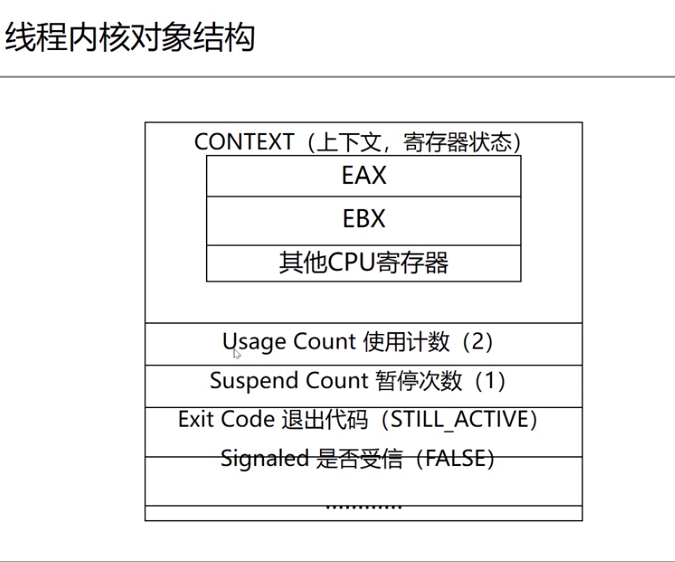 线程内核对象结构
CONTEXT（上下文，寄存器状态）
EAX
EBX
其他CPU寄存器
Usage Count 使用计数（2）
Suspend Count 暂停次数（1）
Exit Code 退出代码（STILL_ACTIVE）
Signaled 是否受信（FALSE）
............